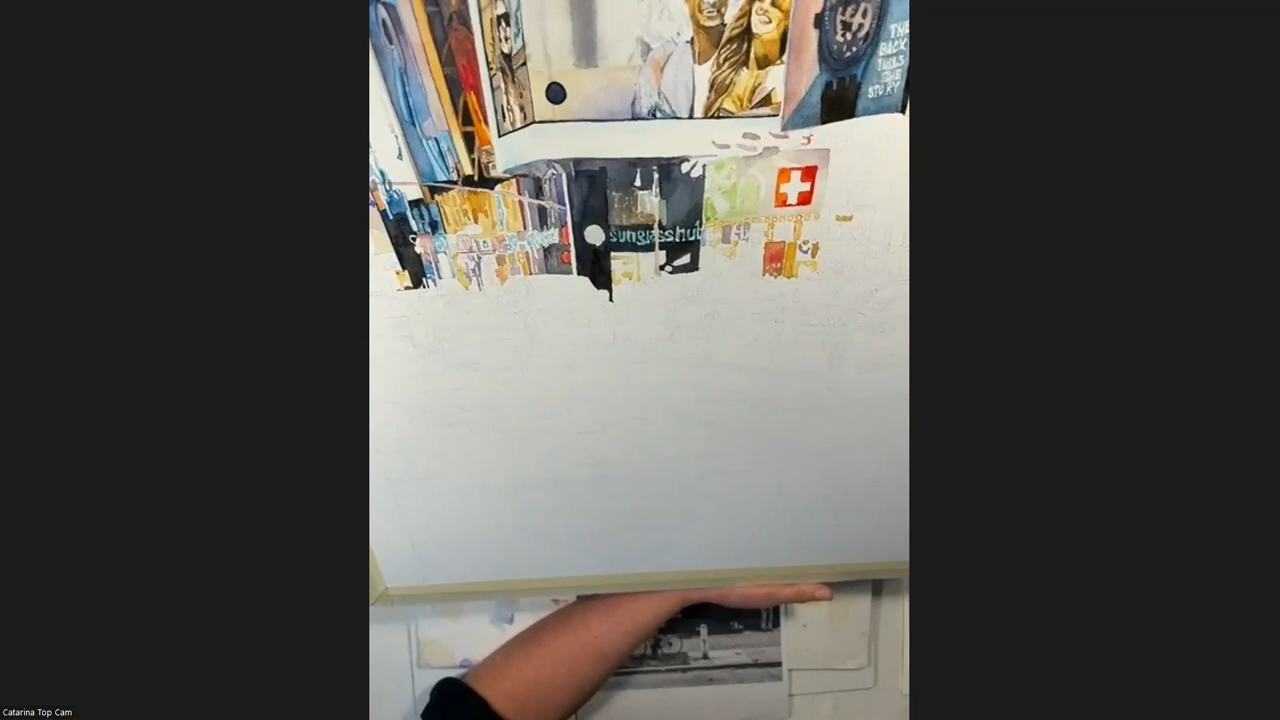 THE
BACK
TELLS
THE
STORY
sunglasshut
Catarina Top Cam